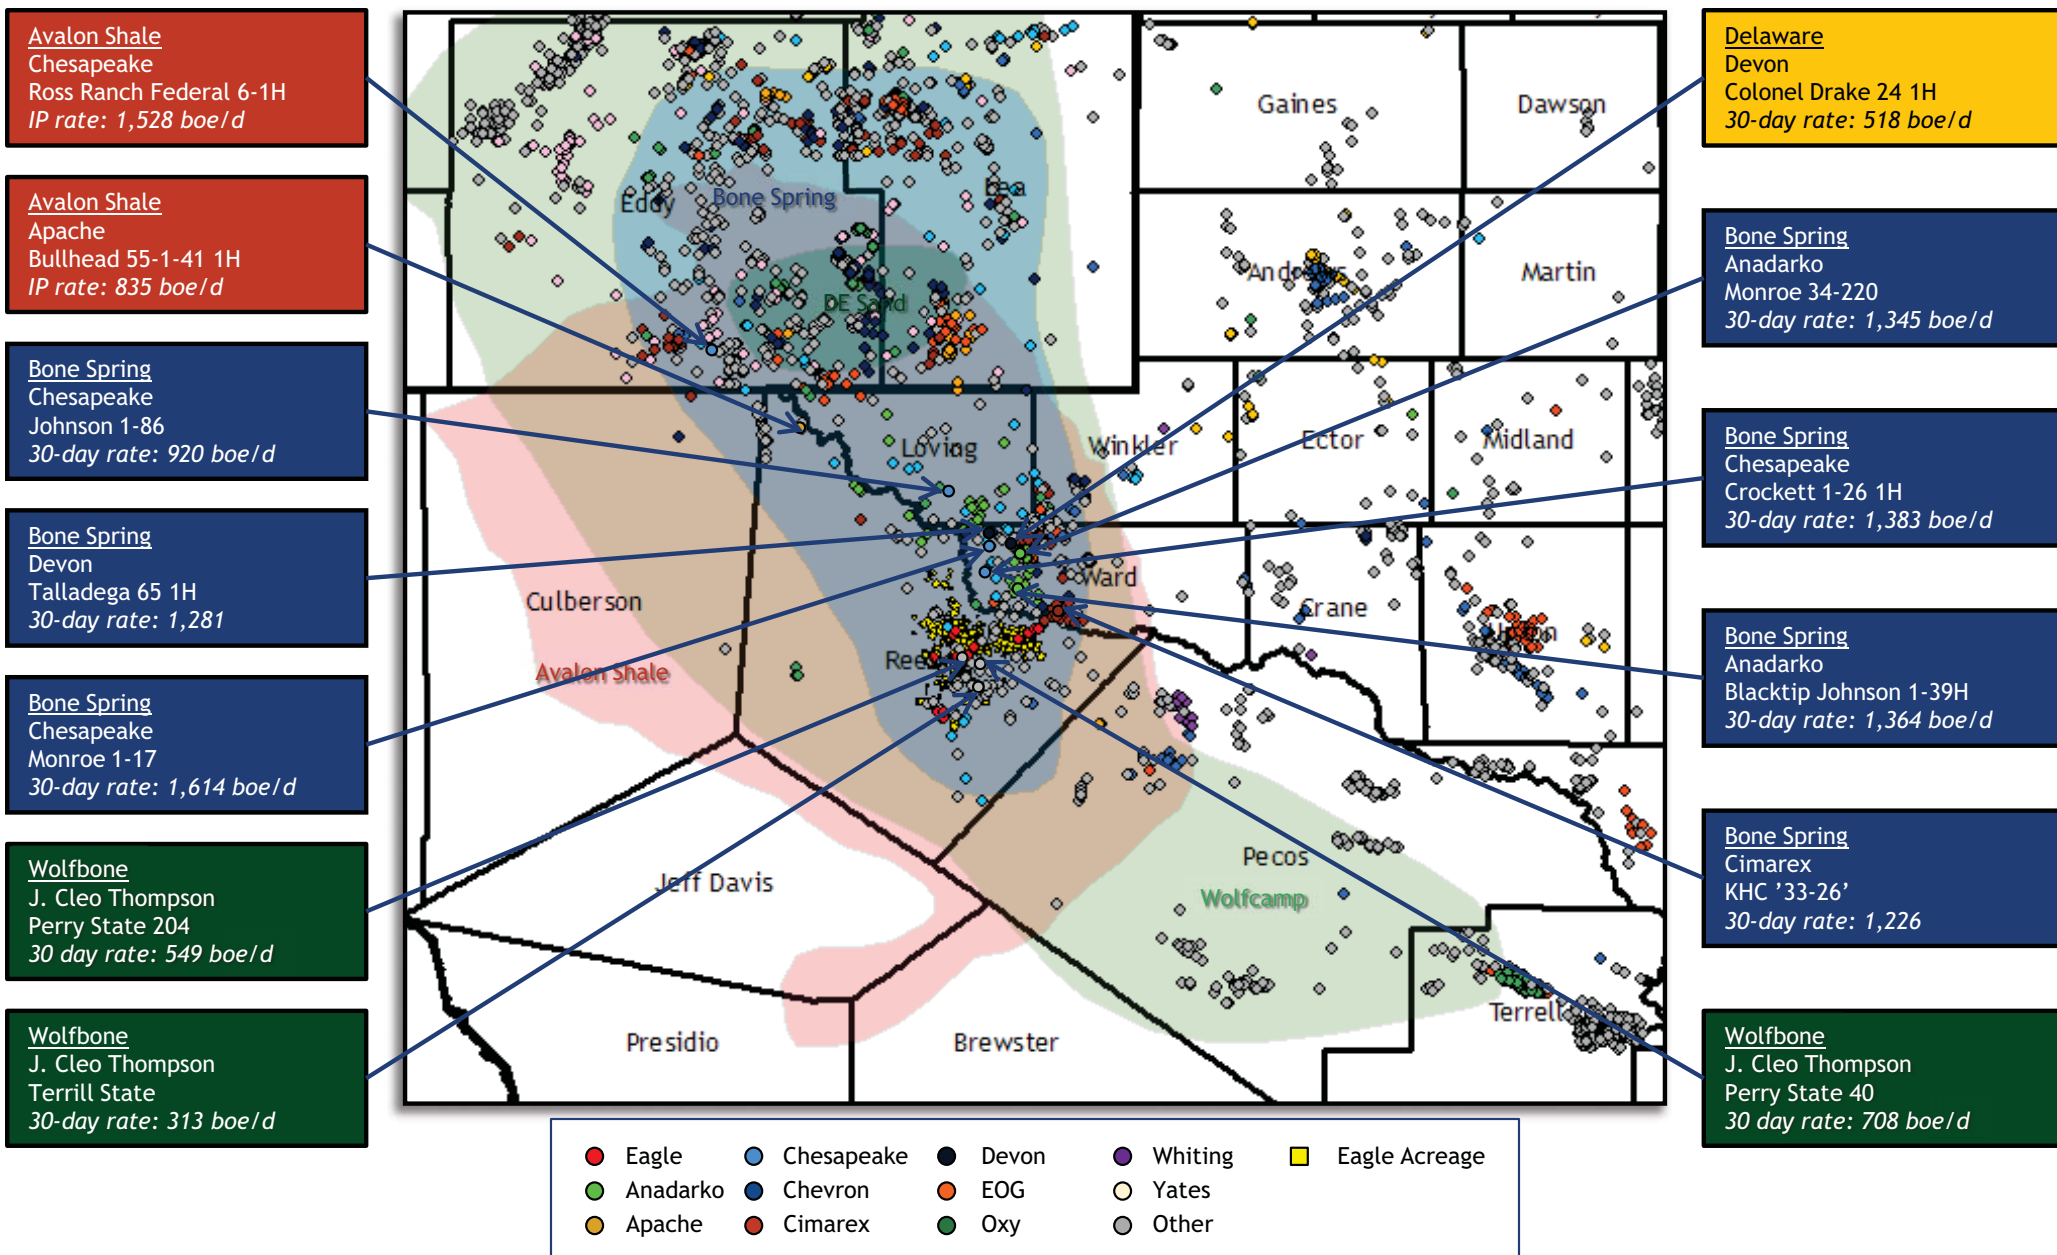 Avalon Shale
Chesapeake
Ross Ranch Federal 6-1H
IP rate: 1,528 boe/d
Avalon Shale
Apache
Bullhead 55-1-41 1H
IP rate: 835 boe/d
Bone Spring
Chesapeake
Johnson 1-86
30-day rate: 920 boe/d
Bone Spring
Devon
Talladega 65 1H
30-day rate: 1,281
Bone Spring
Chesapeake
Monroe 1-17
30-day rate: 1,614 boe/d
Wolfbone
J. Cleo Thompson
Perry State 204
30 day rate: 549 boe/d
Wolfbone
J. Cleo Thompson
Terrill State
30-day rate: 313 boe/d
Gaines
Dawson
Eddy
Bone Spring
Lea
Andrews
Martin
DE Sand
Loving
Winkler
Ector
Midland
Culberson
Ward
Crane
Upton
Avalon Shale
Jeff Davis
Pecos
Wolfcamp
Presidio
Brewster
Terrell
Delaware
Devon
Colonel Drake 24 1H
30-day rate: 518 boe/d
Bone Spring
Anadarko
Monroe 34-220
30-day rate: 1,345 boe/d
Bone Spring
Chesapeake
Crockett 1-26 1H
30-day rate: 1,383 boe/d
Bone Spring
Anadarko
Blacktip Johnson 1-39H
30-day rate: 1,364 boe/d
Bone Spring
Cimarex
KHC ’33-26’
30-day rate: 1,226
Wolfbone
J. Cleo Thompson
Perry State 40
30 day rate: 708 boe/d
Eagle Chesapeake Devon Whiting Eagle Acreage
Anadarko Chevron EOG Yates
Apache Cimarex Oxy Other